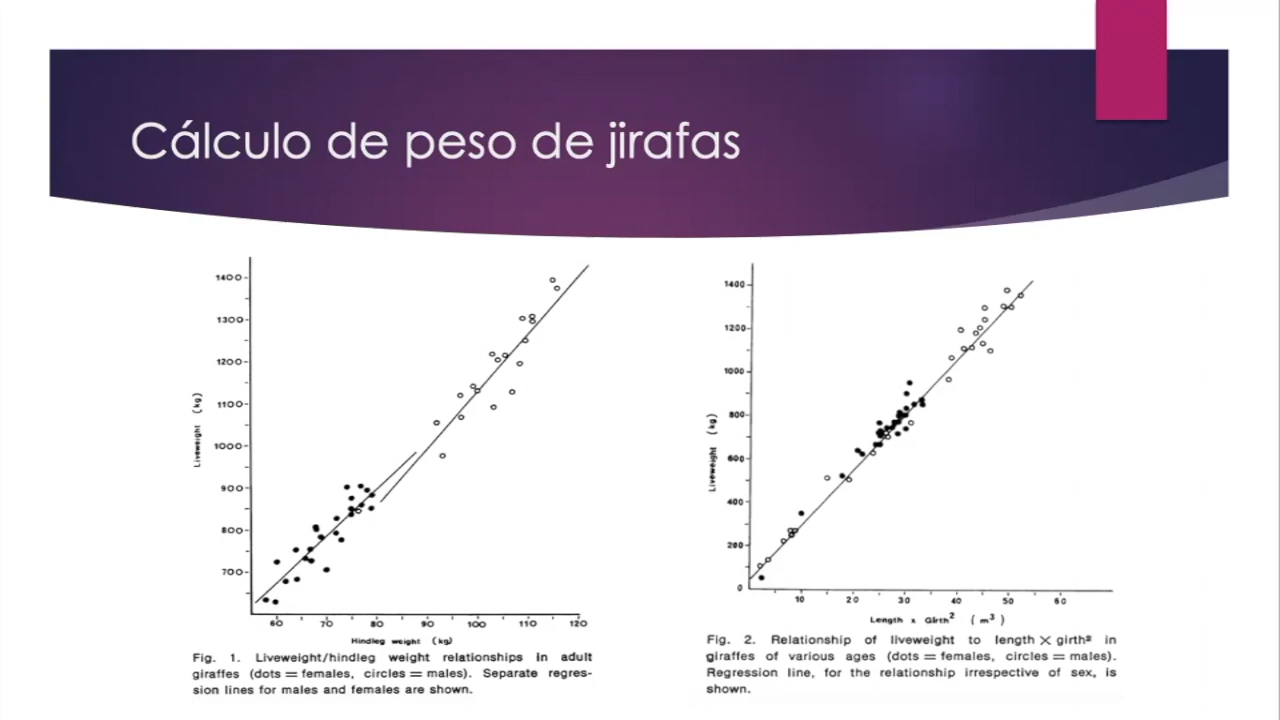 Cálculo de peso de jirafas
1400
1300
1200
1100
1000
900
800
700
Liveweight (kg)
60 70 80 90 100 110 120
Hindleg weight (kg)
Fig. 1. Liveweight/hindleg weight relationships in adult
giraffes (dots = females, circles = males). Separate regres-
sion lines for males and females are shown.
1400
1200
1000
800
600
400
200
0
Liveweight (kg)
10 20 30 40 50 60
Length x Girth² (m³)
Fig. 2. Relationship of liveweight to length × girth² in
giraffes of various ages (dots = females, circles = males).
Regression line, for the relationship irrespective of sex, is
shown.